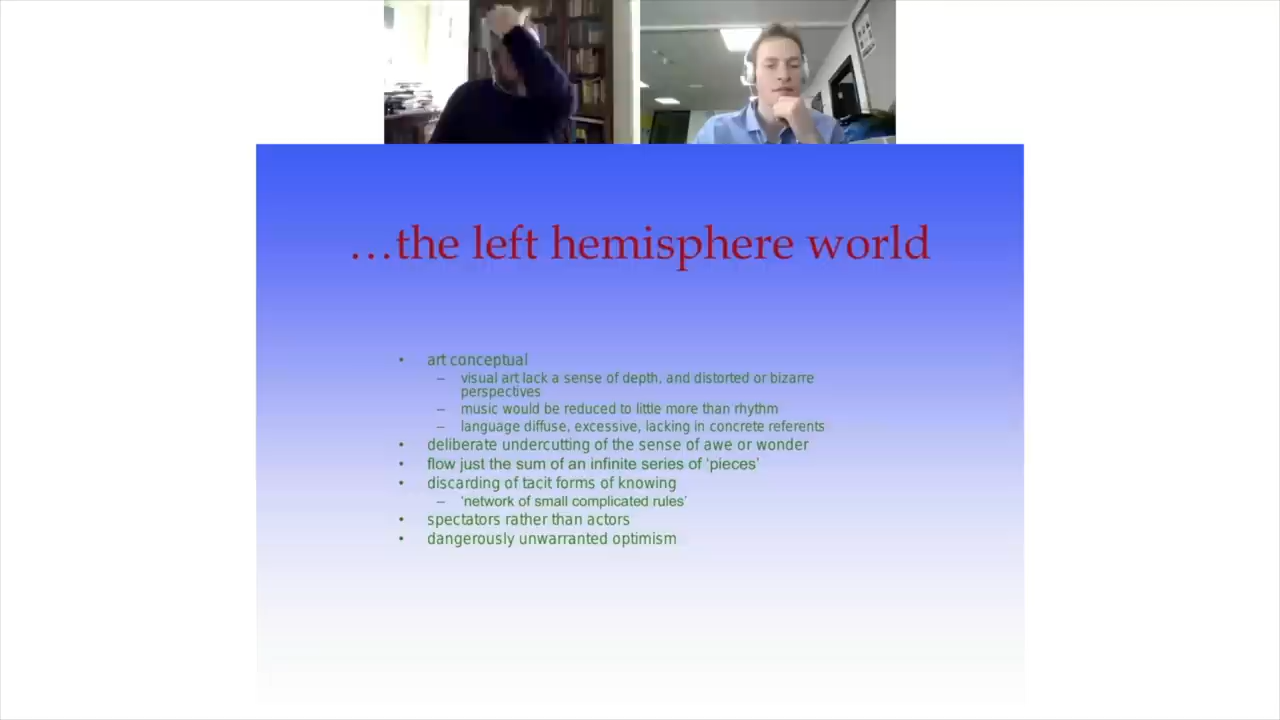 …the left hemisphere world
• art conceptual
– visual art lack a sense of depth, and distorted or bizarre
perspectives
– music would be reduced to little more than rhythm
– language diffuse, excessive, lacking in concrete referents
• deliberate undercutting of the sense of awe or wonder
• flow just the sum of an infinite series of ‘pieces’
• discarding of tacit forms of knowing
– ‘network of small complicated rules’
• spectators rather than actors
• dangerously unwarranted optimism